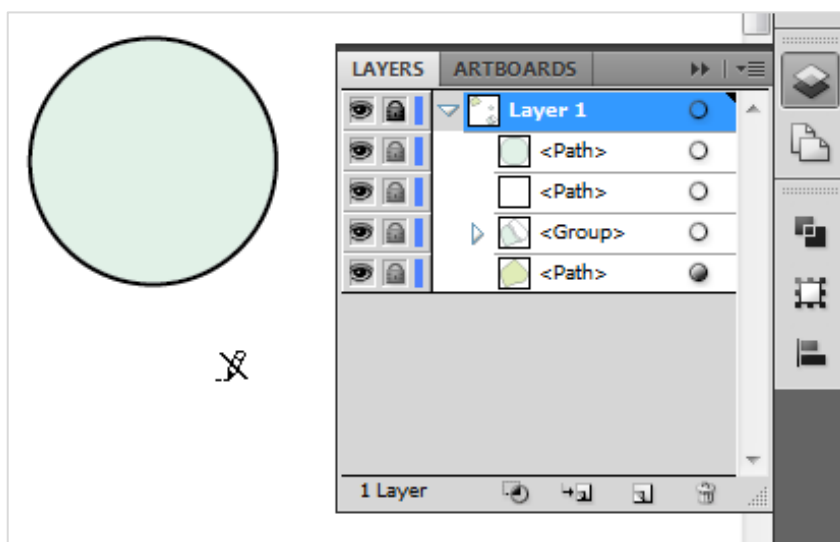 LAYERS ARTBOARDS
Layer 1
<Path>
<Path>
<Group>
<Path>
1 Layer